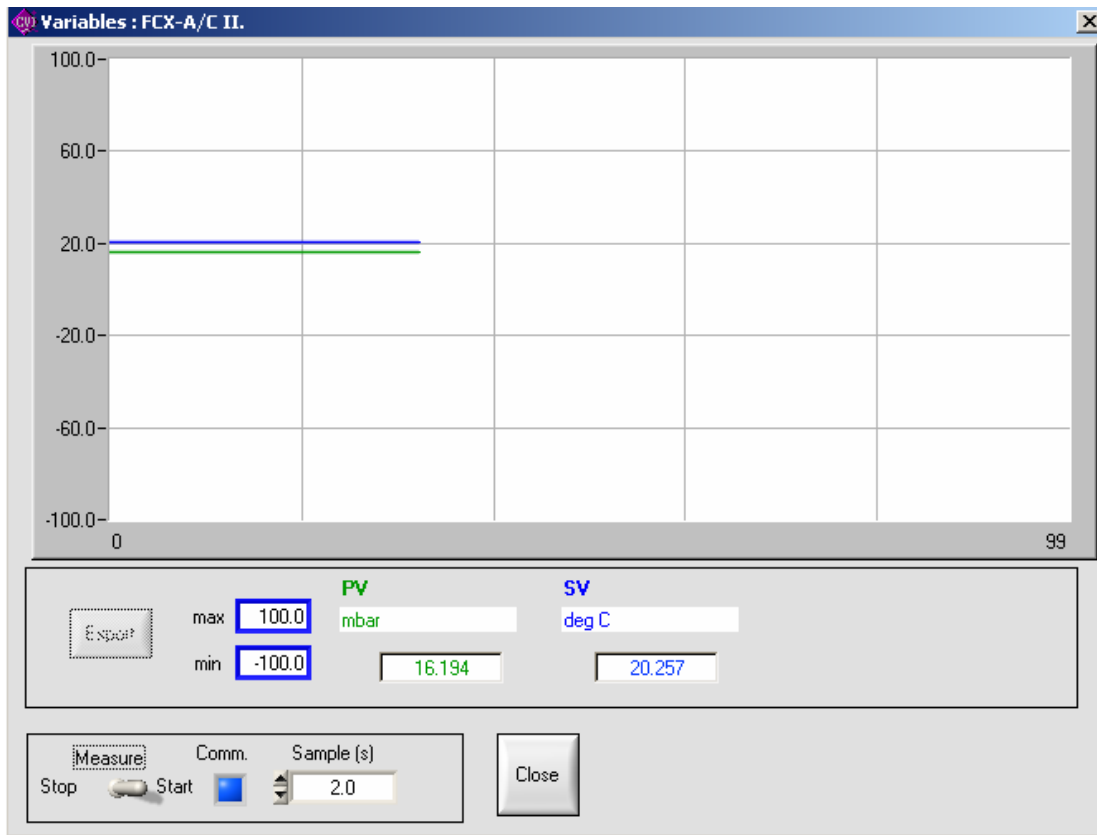 CVI Variables : FCX-A/C II.
100.0
60.0
20.0
-20.0
-60.0
-100.0
0 99
PV SV
Export max 100.0 mbar deg C
min -100.0 16.194 20.257
Measure Comm. Sample (s)
Stop Start 2.0
Close